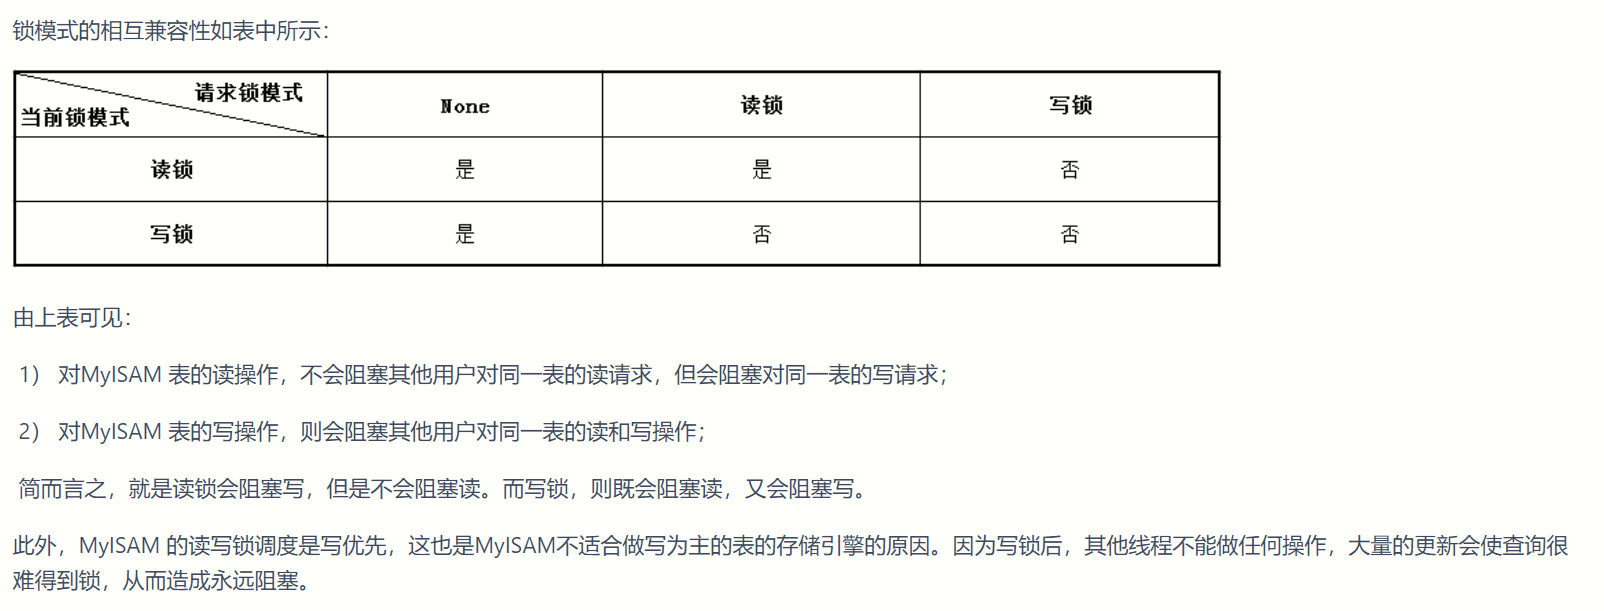 锁模式的相互兼容性如表中所示：
请求锁模式
当前锁模式
None 读锁 写锁
读锁 是 是 否
写锁 是 否 否
由上表可见：
1） 对MyISAM 表的读操作，不会阻塞其他用户对同一表的读请求，但会阻塞对同一表的写请求；
2） 对MyISAM 表的写操作，则会阻塞其他用户对同一表的读和写操作；
简而言之，就是读锁会阻塞写，但是不会阻塞读。而写锁，则既会阻塞读，又会阻塞写。
此外，MyISAM 的读写锁调度是写优先，这也是MyISAM不适合做写为主的表的存储引擎的原因。因为写锁后，其他线程不能做任何操作，大量的更新会使查询很
难得到锁，从而造成永远阻塞。